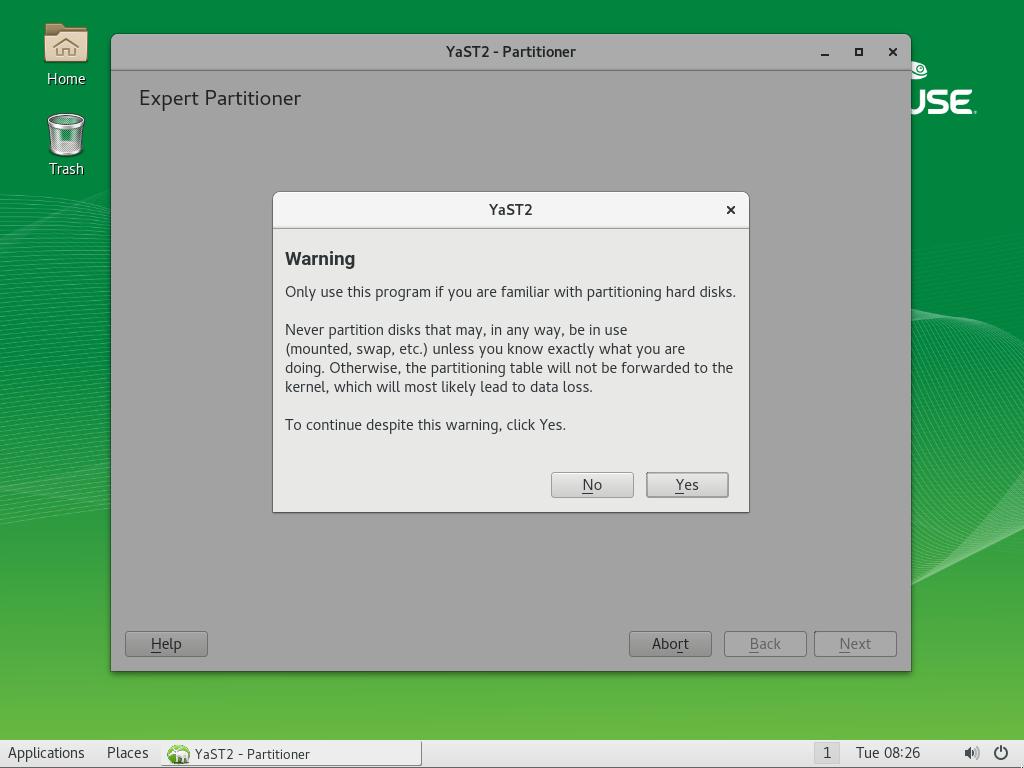 Home
Trash
YaST2 - Partitioner
USE
Expert Partitioner
YaST2
Warning
Only use this program if you are familiar with partitioning hard disks.
Never partition disks that may, in any way, be in use
(mounted, swap, etc.) unless you know exactly what you are
doing. Otherwise, the partitioning table will not be forwarded to the
kernel, which will most likely lead to data loss.
To continue despite this warning, click Yes.
No Yes
Help Abort Back Next
Applications Places YaST2 - Partitioner 1 Tue 08:26